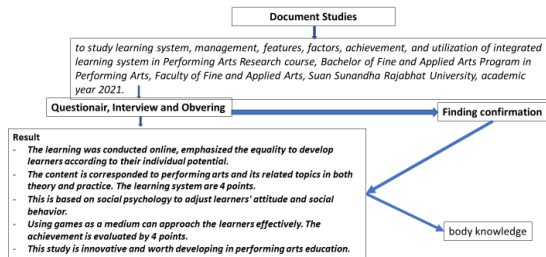 Document Studies
to study learning system, management, features, factors, achievement, and utilization of integrated
learning system in Performing Arts Research course, Bachelor of Fine and Applied Arts Program in
Performing Arts, Faculty of Fine and Applied Arts, Suan Sunandha Rajabhat University, academic
year 2021.
Questionair, Interview and Obvering
Finding confirmation
Result
- The learning was conducted online, emphasized the equality to develop
learners according to their individual potential.
- The content is corresponded to performing arts and its related topics in both
theory and practice. The learning system are 4 points.
- This is based on social psychology to adjust learners' attitude and social
behavior.
- Using games as a medium can approach the learners effectively. The
achievement is evaluated by 4 points.
- This study is innovative and worth developing in performing arts education.
body knowledge